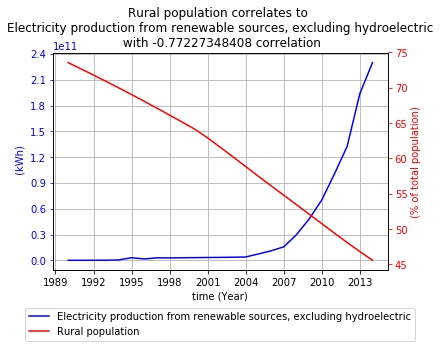 Rural population correlates to
Electricity production from renewable sources, excluding hydroelectric
with -0.77227348408 correlation
1e11
2.4
2.1
1.8
1.5
1.2
0.9
0.6
0.3
0.0
(kWh)
75
70
65
60
55
50
45
(% of total population)
1989 1992 1995 1998 2001 2004 2007 2010 2013
time (Year)
Electricity production from renewable sources, excluding hydroelectric
Rural population